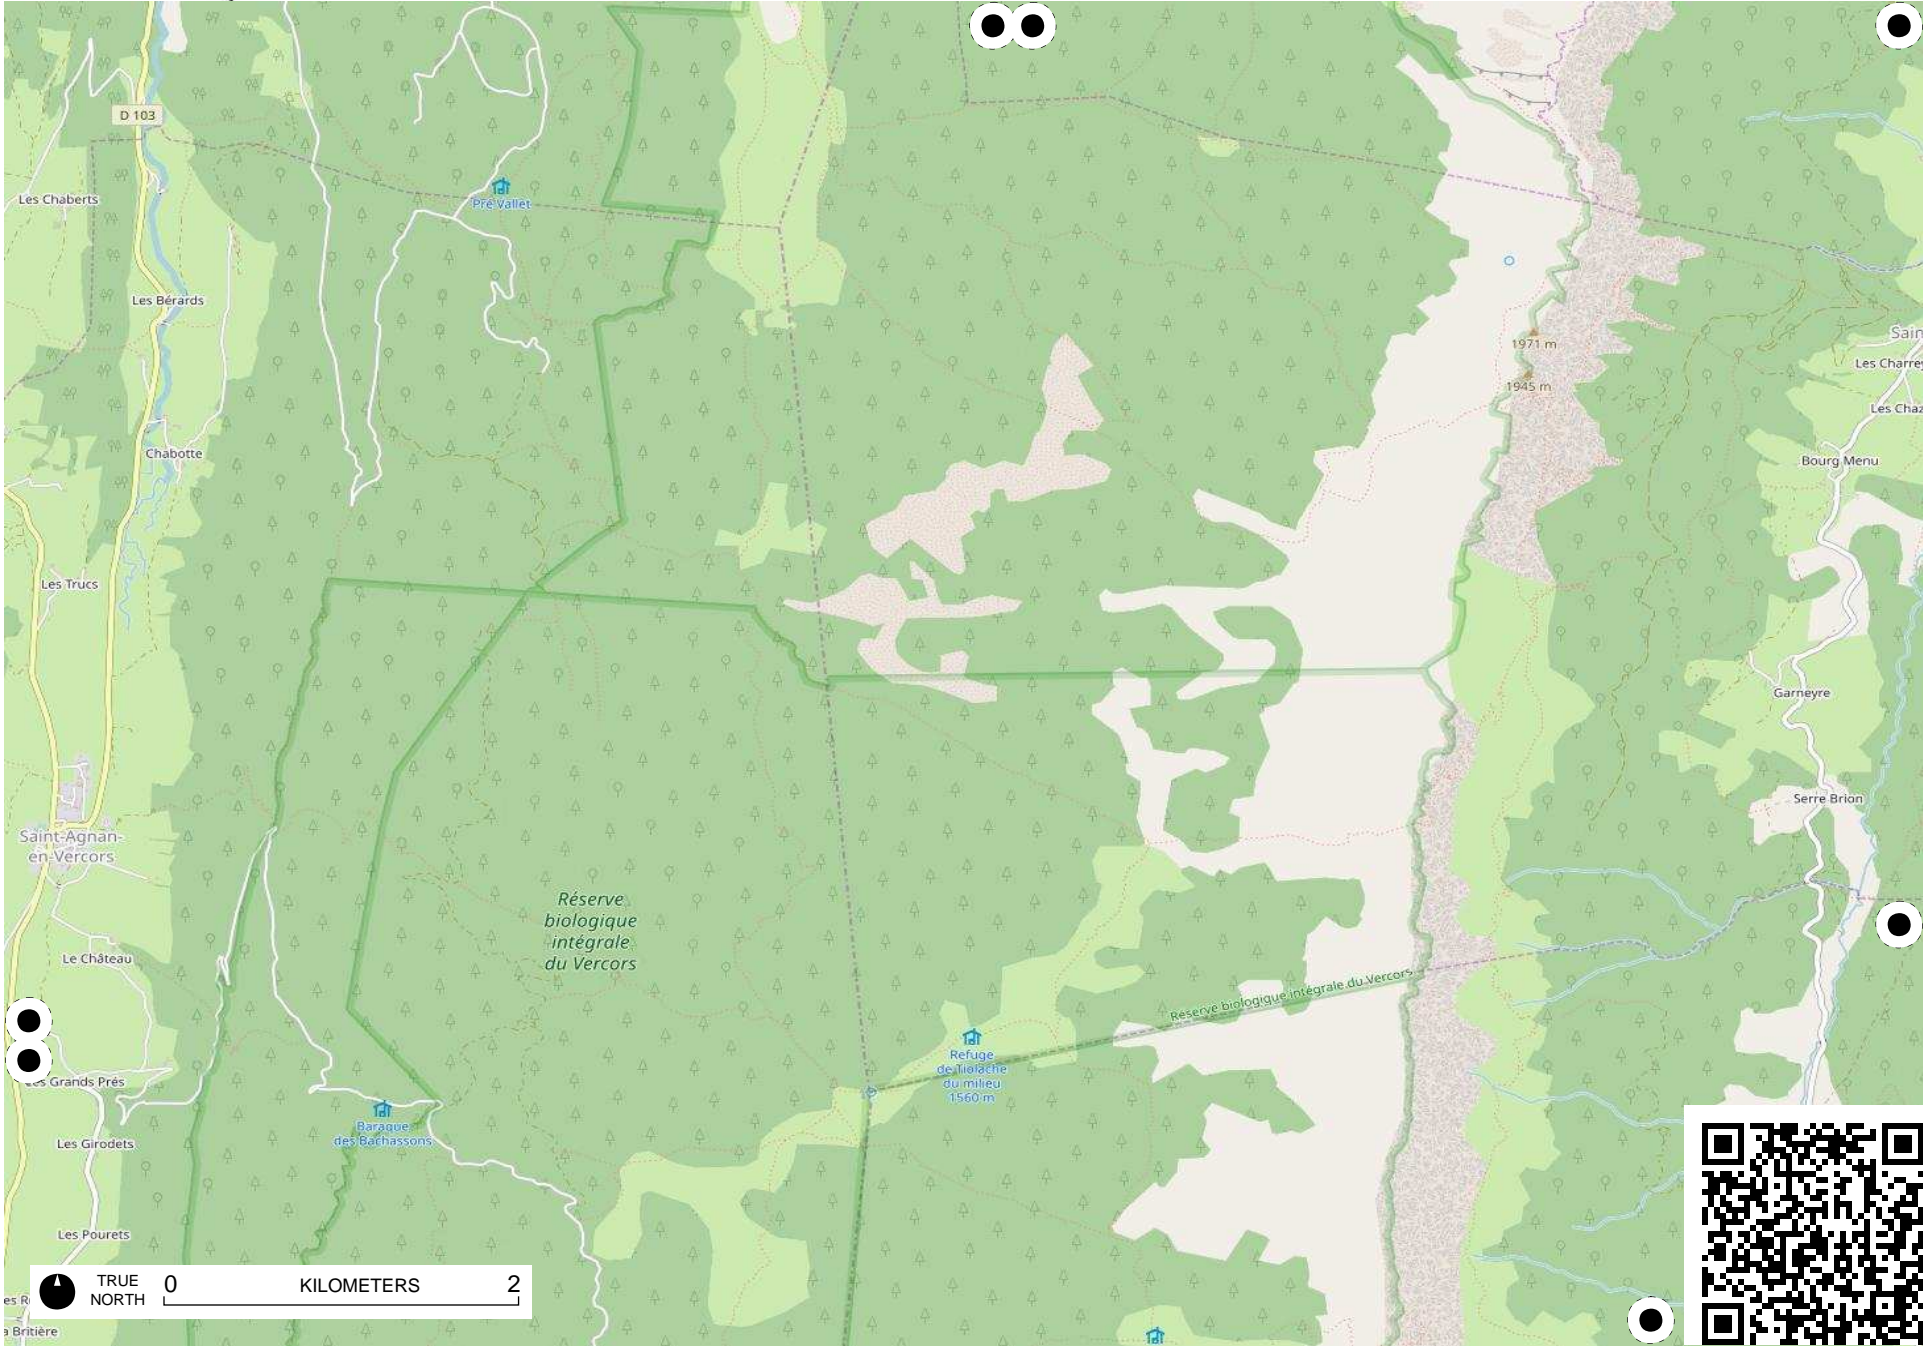 D 103
Les Chaberts
Pré Vallet
Les Bérards
1971 m
Sain
Les Charrey
1945 m
Les Chaz
Chabotte
Bourg Menu
Les Trucs
Garneyre
Serre Brion
Saint-Agnan-
en-Vercors
Réserve
biologique
intégrale
du Vercors
Le Château
Réserve biologique intégrale du Vercors
Refuge
de Tiolache
du milieu
1560 m
Les Grands Prés
Baraque
des Bachassons
Les Girodets
Les Pourets
TRUE
NORTH
0 KILOMETERS 2
es R
a Britière